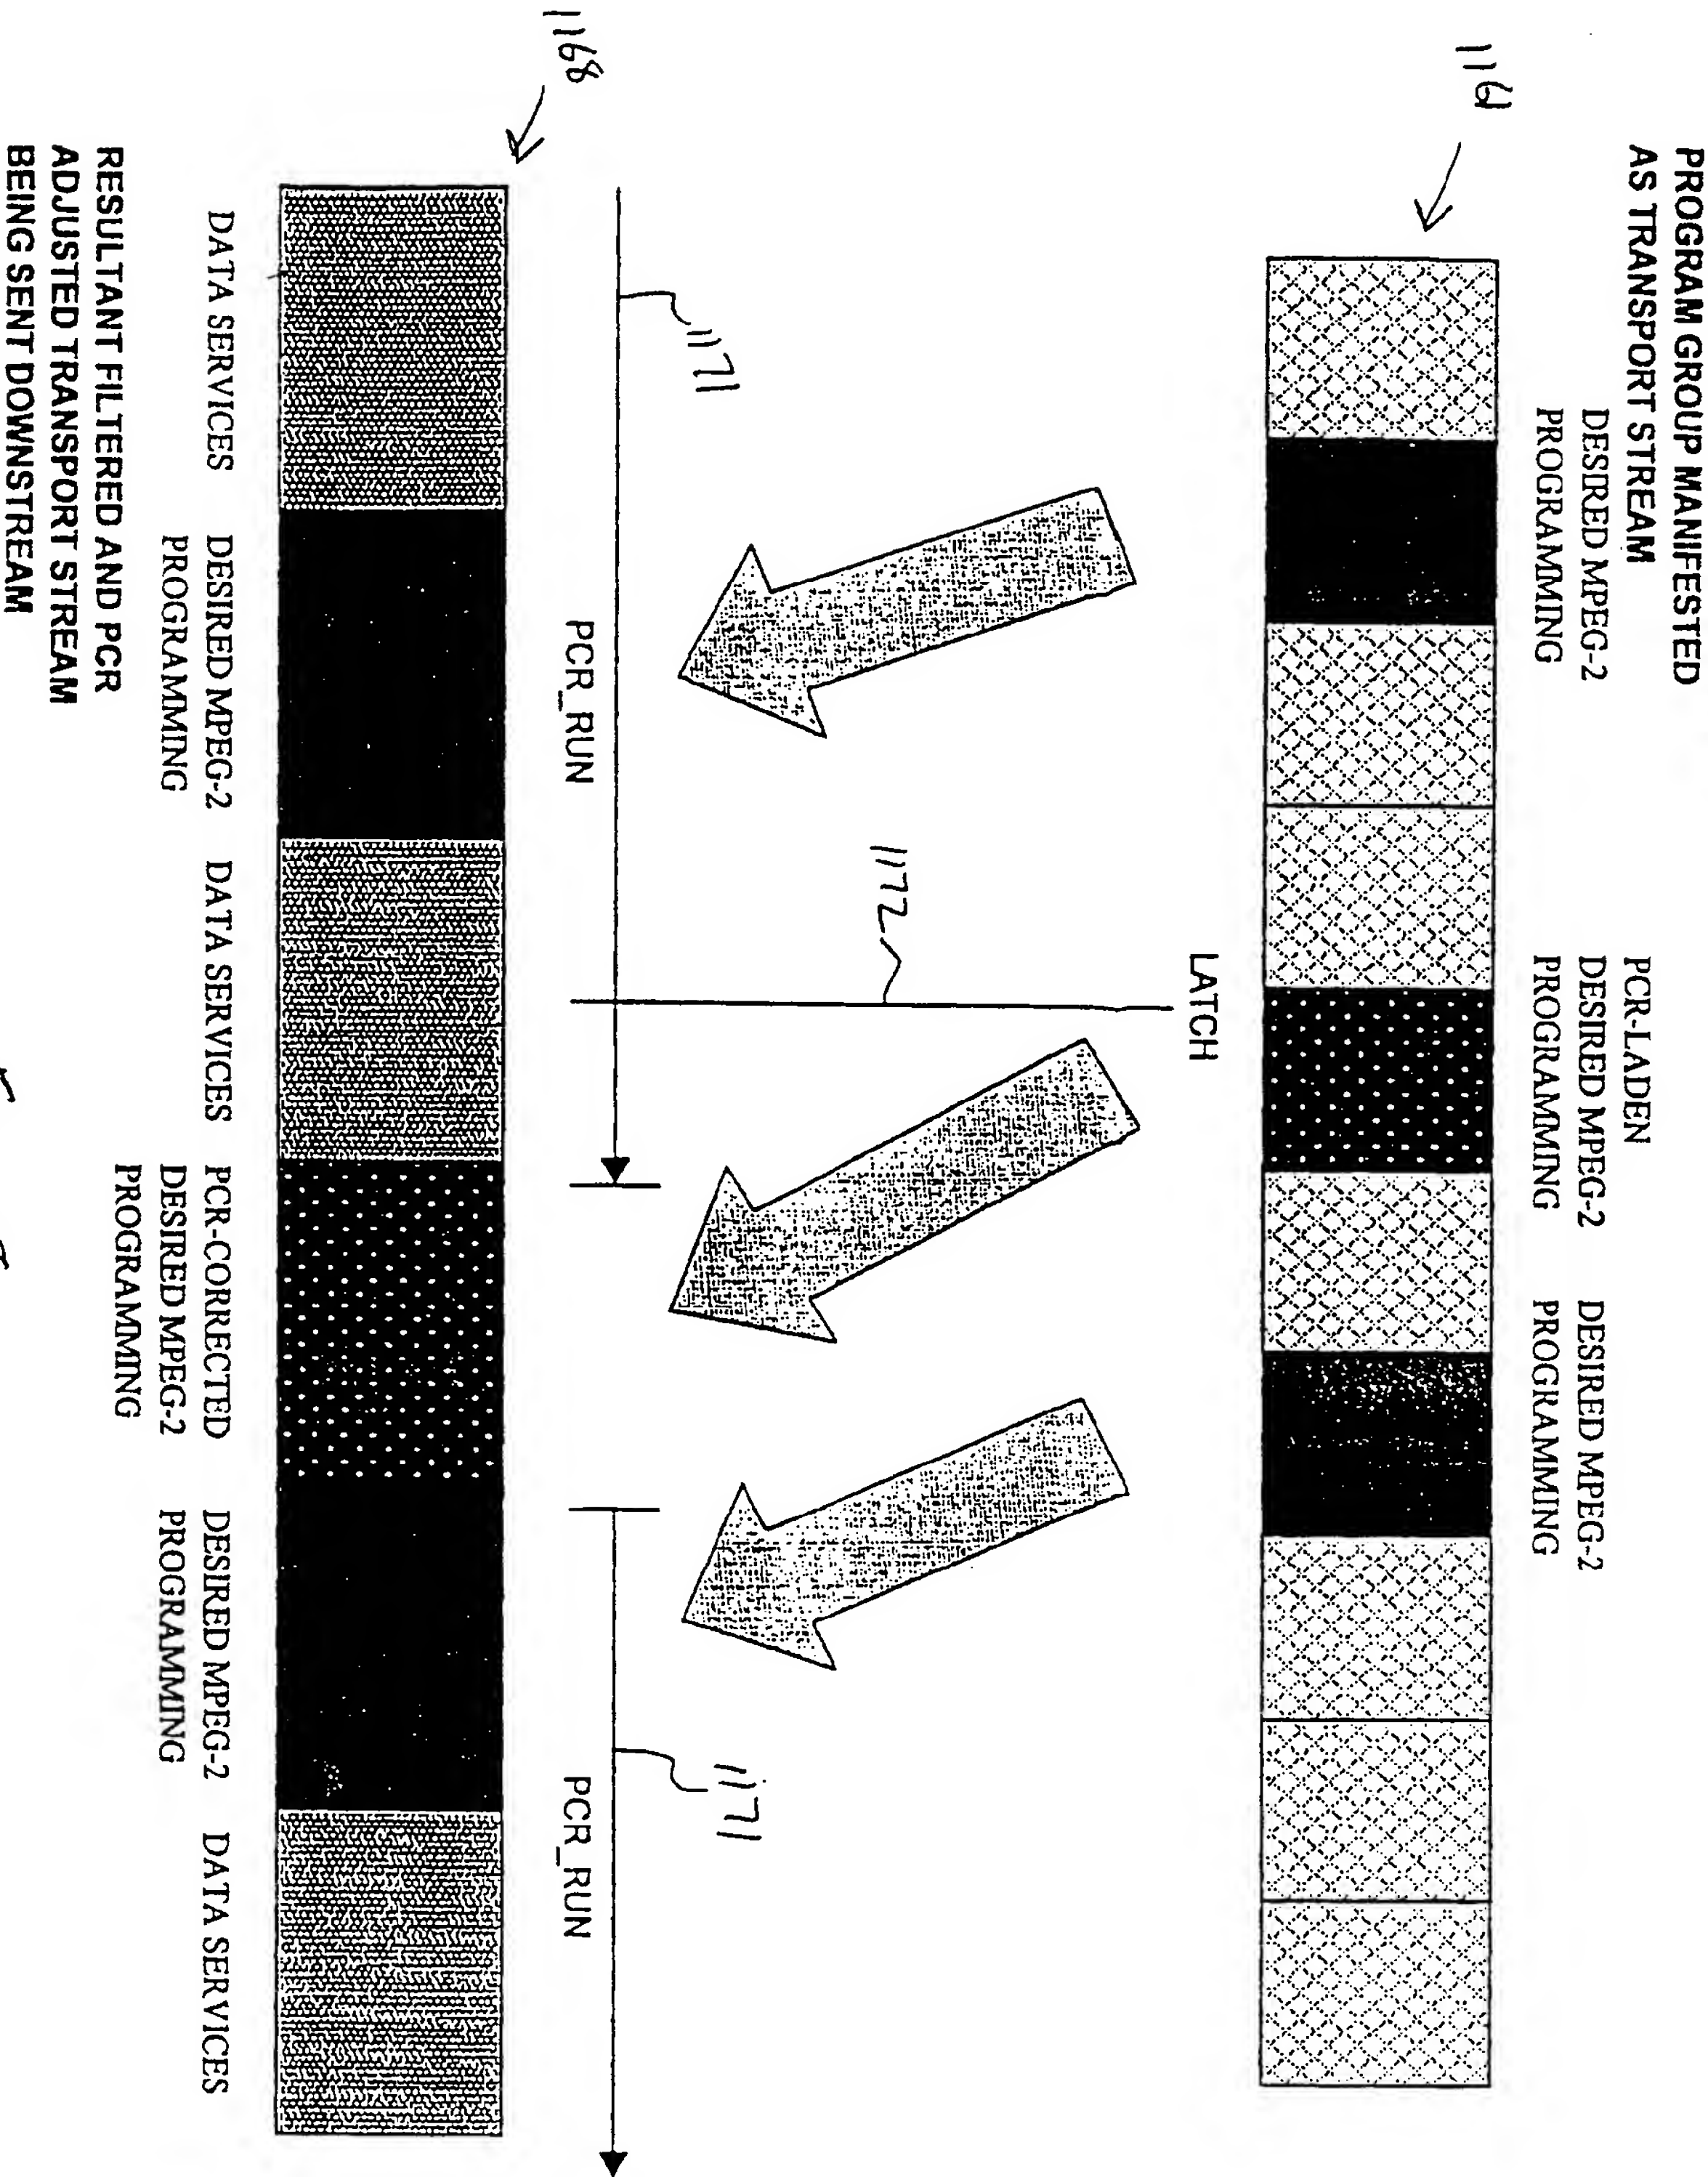 PROGRAM GROUP MANIFESTED
AS TRANSPORT STREAM
DESIRED MPEG-2
PROGRAMMING
PCR-LADEN
DESIRED MPEG-2
PROGRAMMING
DESIRED MPEG-2
PROGRAMMING
1161
LATCH
1172
1171
1171
PCR_RUN
PCR_RUN
1168
DATA SERVICES
DESIRED MPEG-2
PROGRAMMING
DATA SERVICES
PCR-CORRECTED
DESIRED MPEG-2
PROGRAMMING
DESIRED MPEG-2
PROGRAMMING
DATA SERVICES
RESULTANT FILTERED AND PCR
ADJUSTED TRANSPORT STREAM
BEING SENT DOWNSTREAM